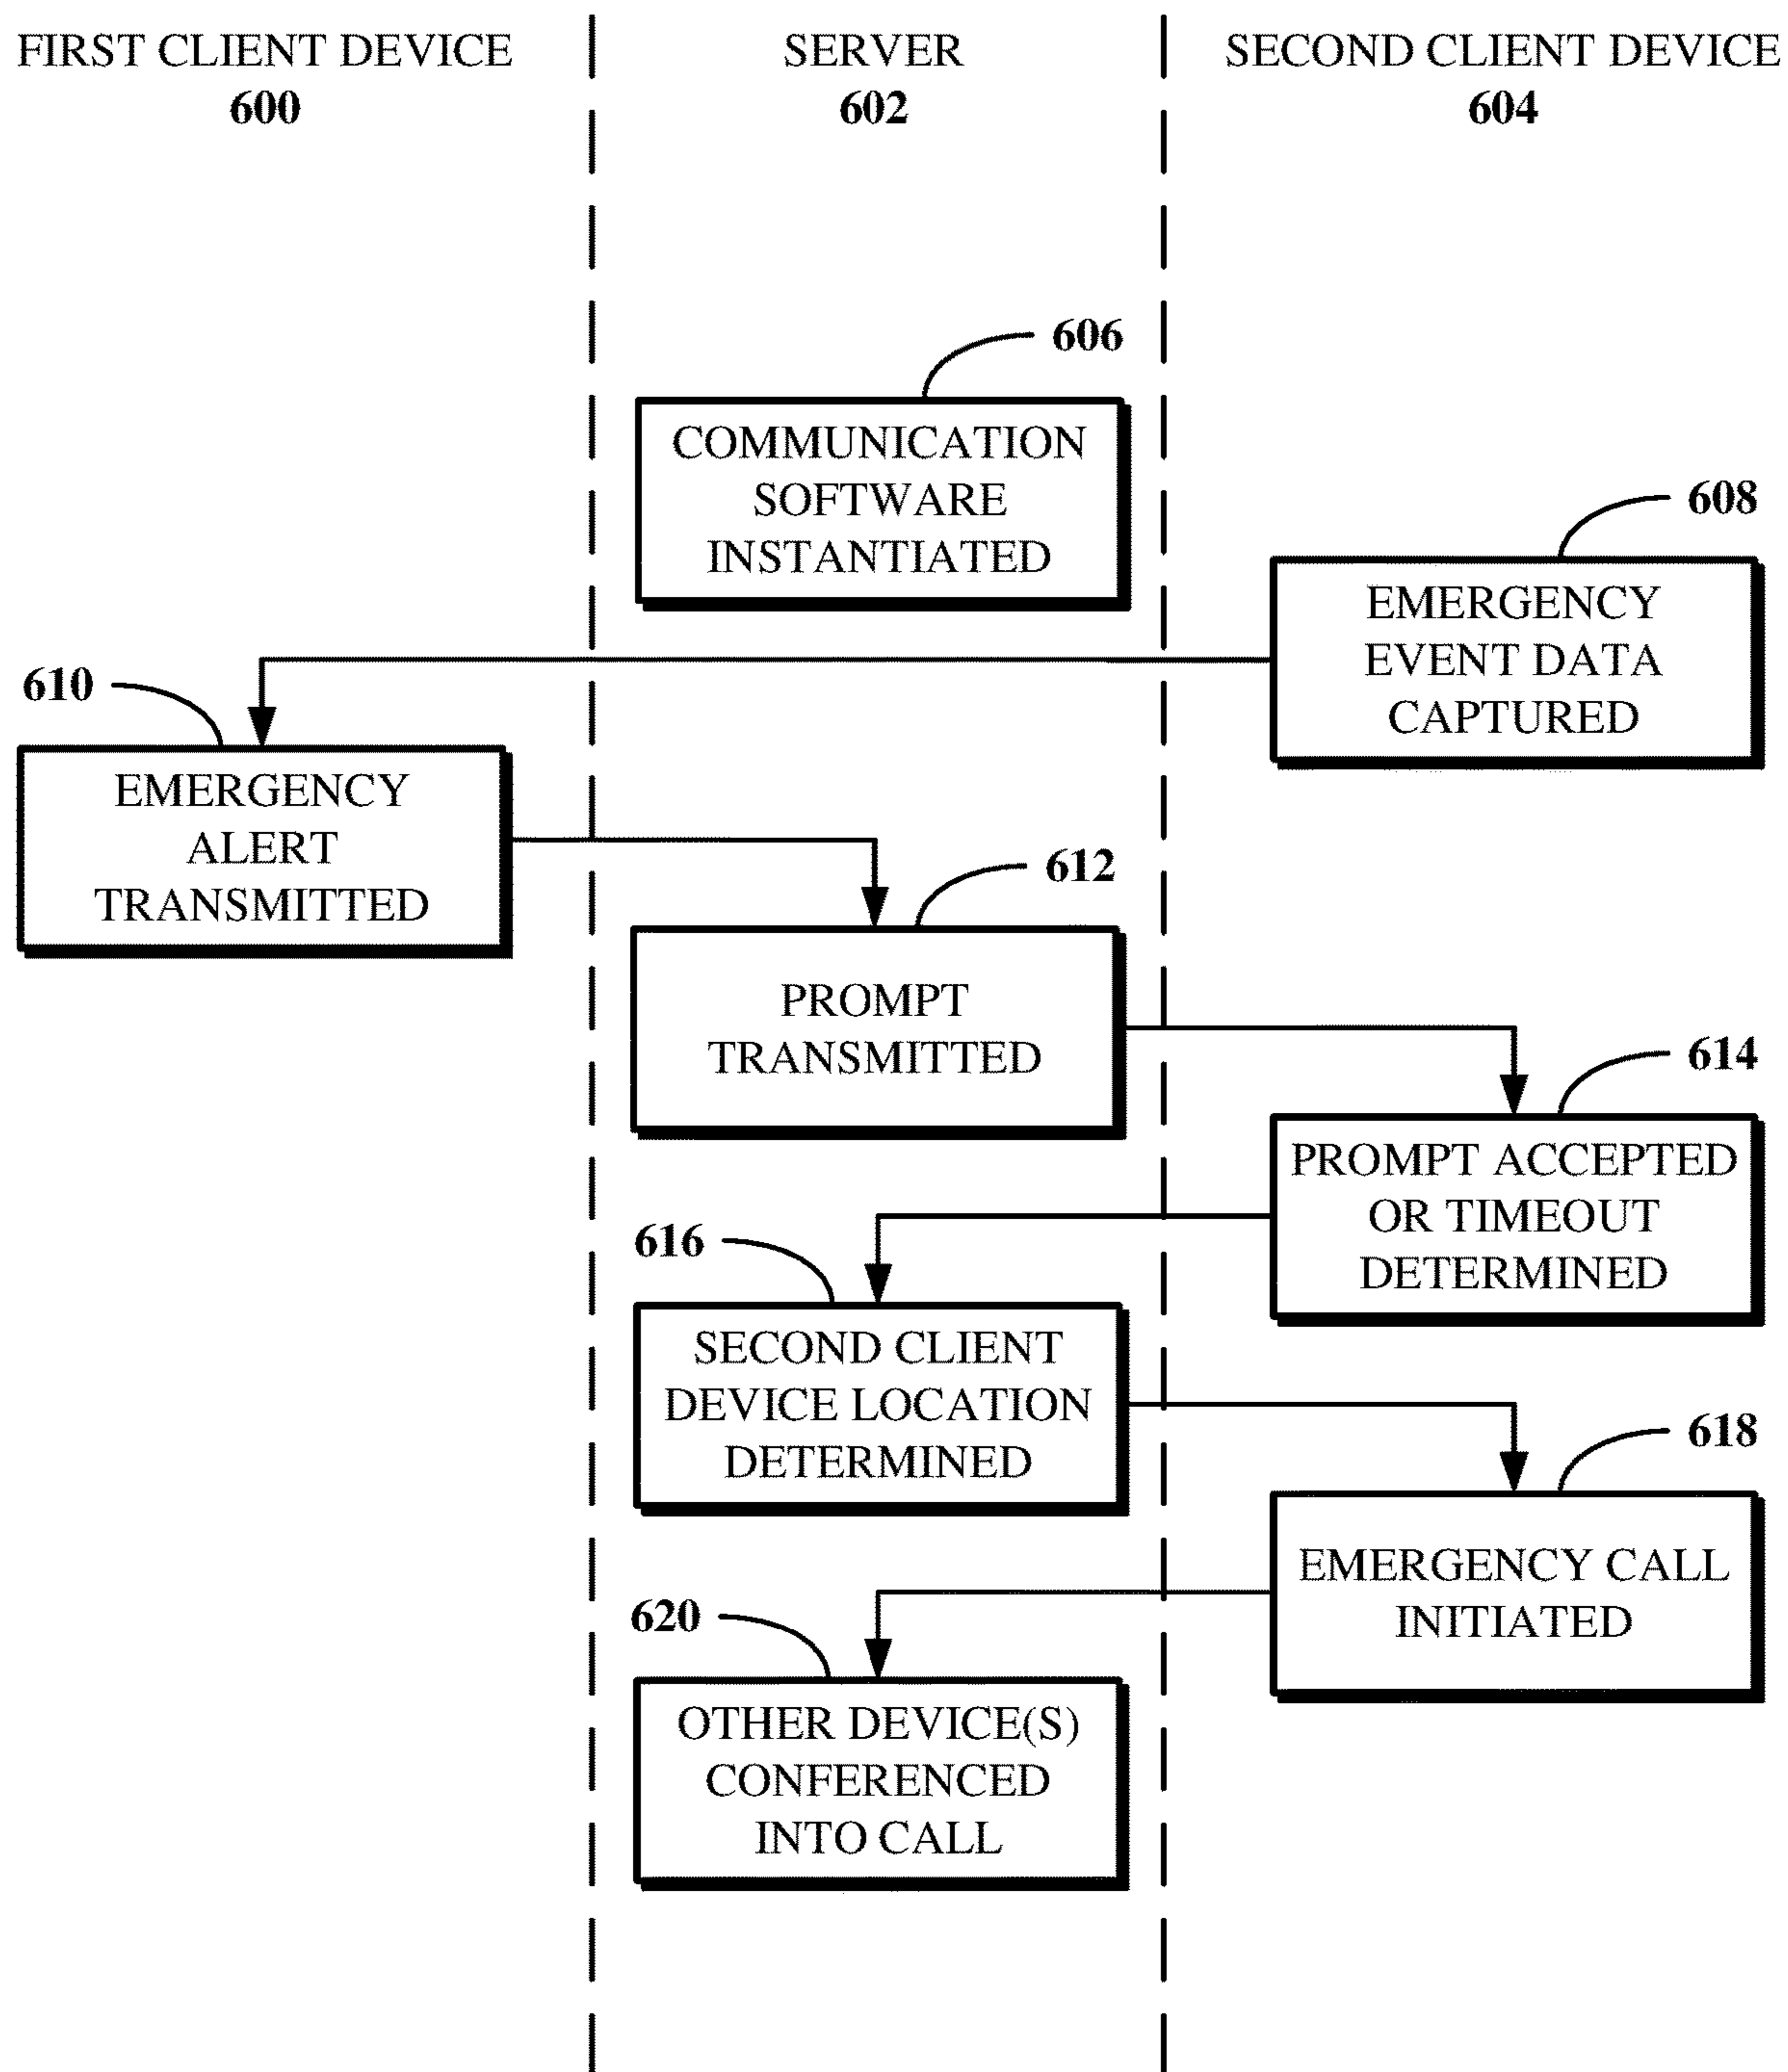 FIRST CLIENT DEVICE
600
SERVER
602
SECOND CLIENT DEVICE
604
606
COMMUNICATION
SOFTWARE
INSTANTIATED
608
EMERGENCY
EVENT DATA
CAPTURED
610
EMERGENCY
ALERT
TRANSMITTED
612
PROMPT
TRANSMITTED
614
PROMPT ACCEPTED
OR TIMEOUT
DETERMINED
616
SECOND CLIENT
DEVICE LOCATION
DETERMINED
618
EMERGENCY CALL
INITIATED
620
OTHER DEVICE(S)
CONFERENCED
INTO CALL